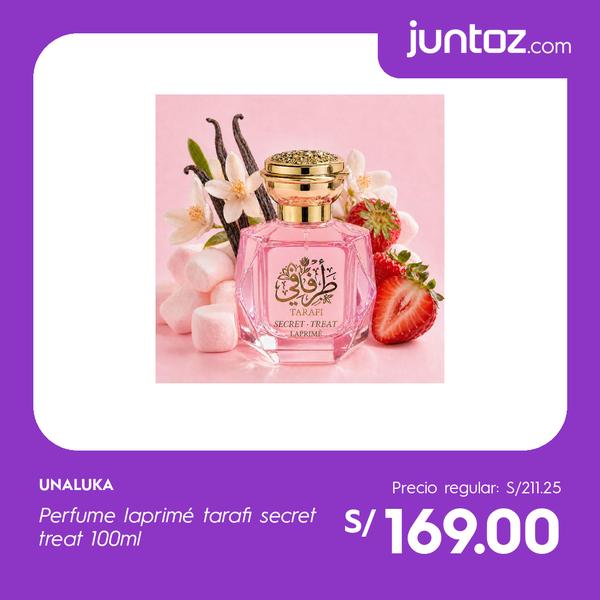 juntoz.com
طرافي
TARAFI
SECRET · TREAT
LAPRIMÉ
UNALUKA
Perfume laprimé tarafi secret
treat 100ml
Precio regular: S/211.25
S/169.00